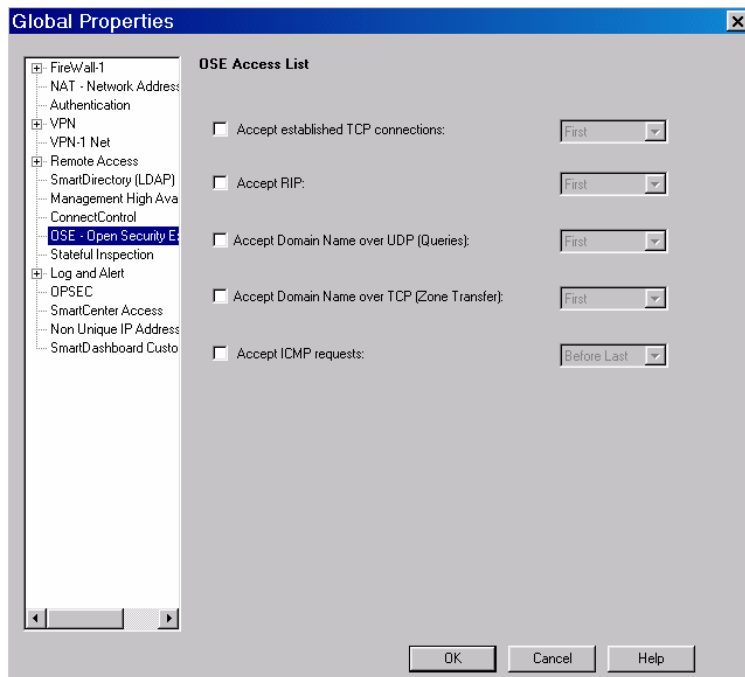 Global Properties
FireWall-1
NAT - Network Address
Authentication
VPN
VPN-1 Net
Remote Access
SmartDirectory (LDAP)
Management High Ava
ConnectControl
OSE - Open Security E
Stateful Inspection
Log and Alert
OPSEC
SmartCenter Access
Non Unique IP Address
SmartDashboard Custo
OSE Access List
Accept established TCP connections: First
Accept RIP: First
Accept Domain Name over UDP (Queries): First
Accept Domain Name over TCP (Zone Transfer): First
Accept ICMP requests: Before Last
OK Cancel Help